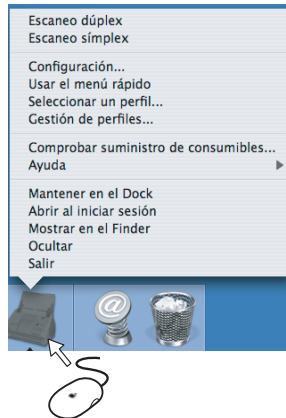 Escaneo dúplex
Escaneo símplex
Configuración...
Usar el menú rápido
Seleccionar un perfil...
Gestión de perfiles...
Comprobar suministro de consumibles...
Ayuda
Mantener en el Dock
Abrir al iniciar sesión
Mostrar en el Finder
Ocultar
Salir
@